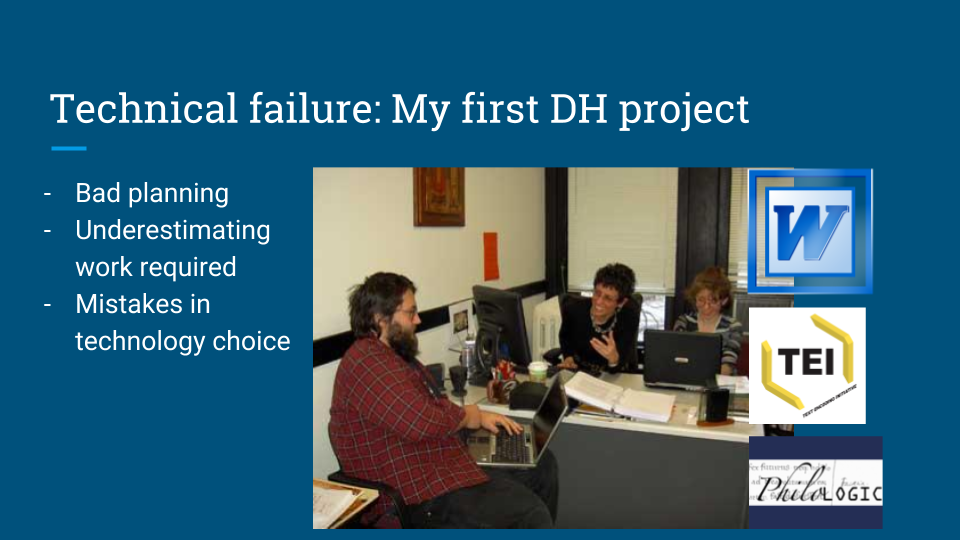 Technical failure: My first DH project
- Bad planning
- Underestimating
work required
- Mistakes in
technology choice
W
TEI
TEXT ENCODING INITIATIVE
PhiloLOGIC